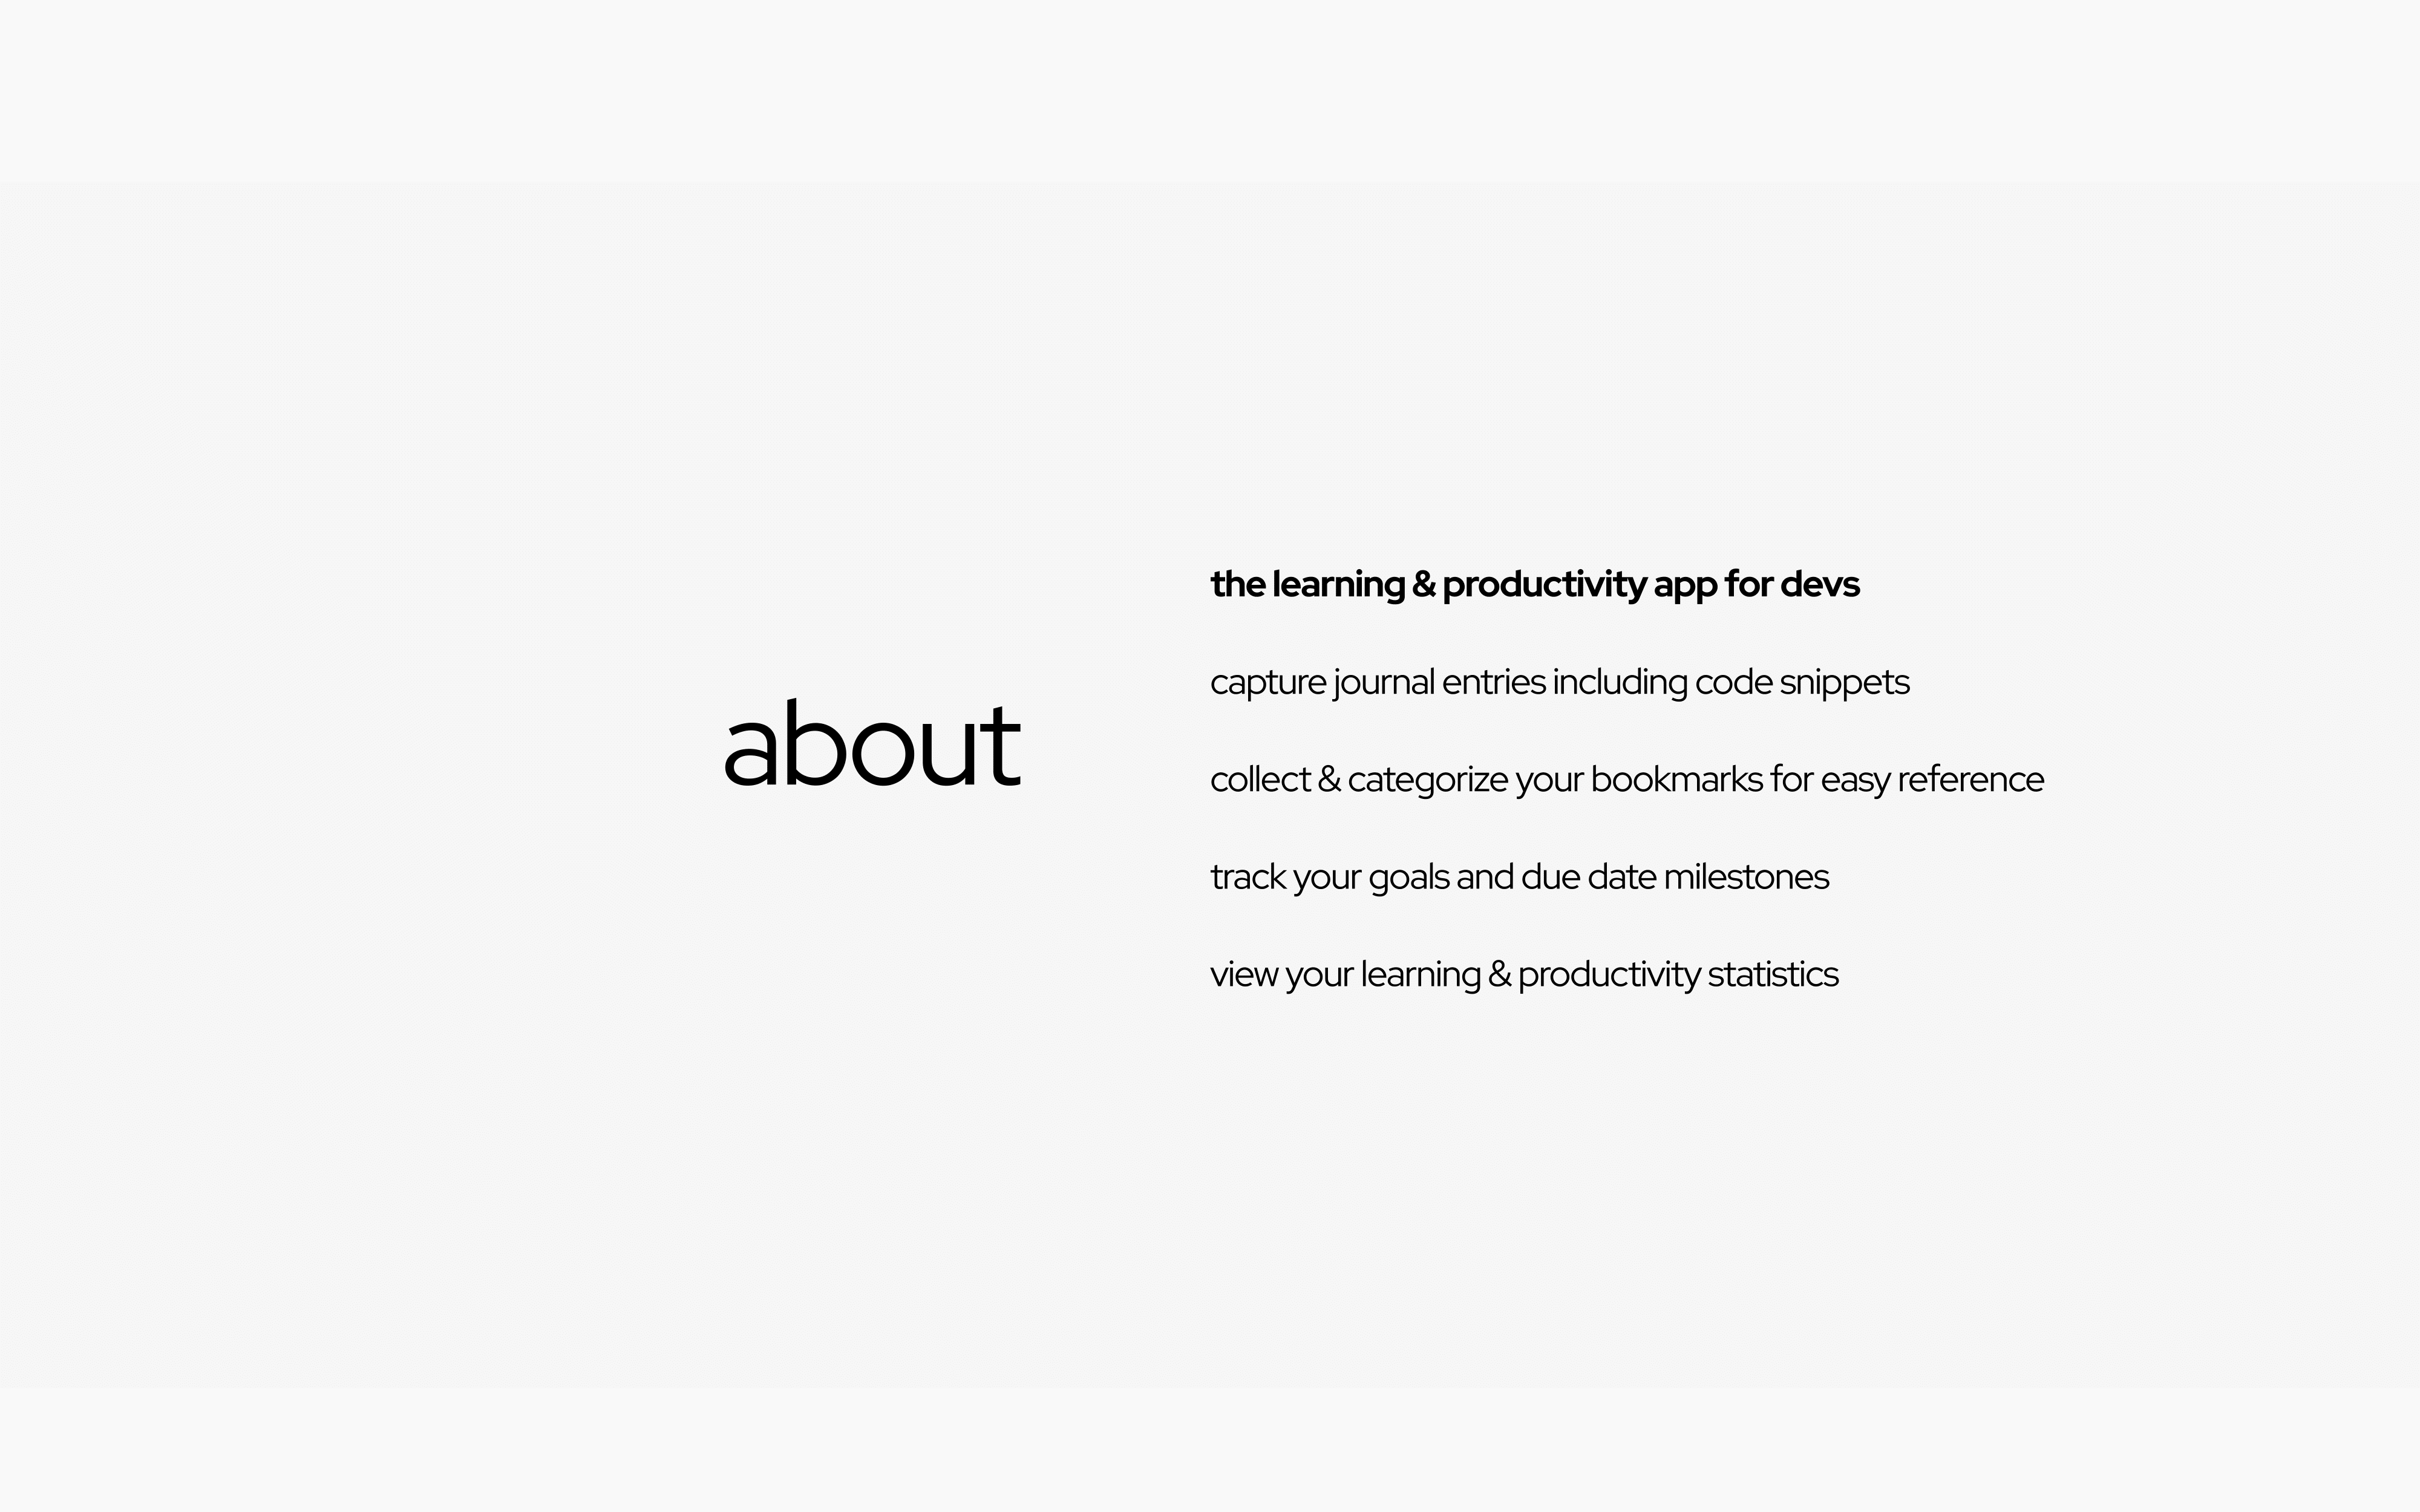 about
the learning & productivity app for devs
capture journal entries including code snippets
collect & categorize your bookmarks for easy reference
track your goals and due date milestones
view your learning & productivity statistics